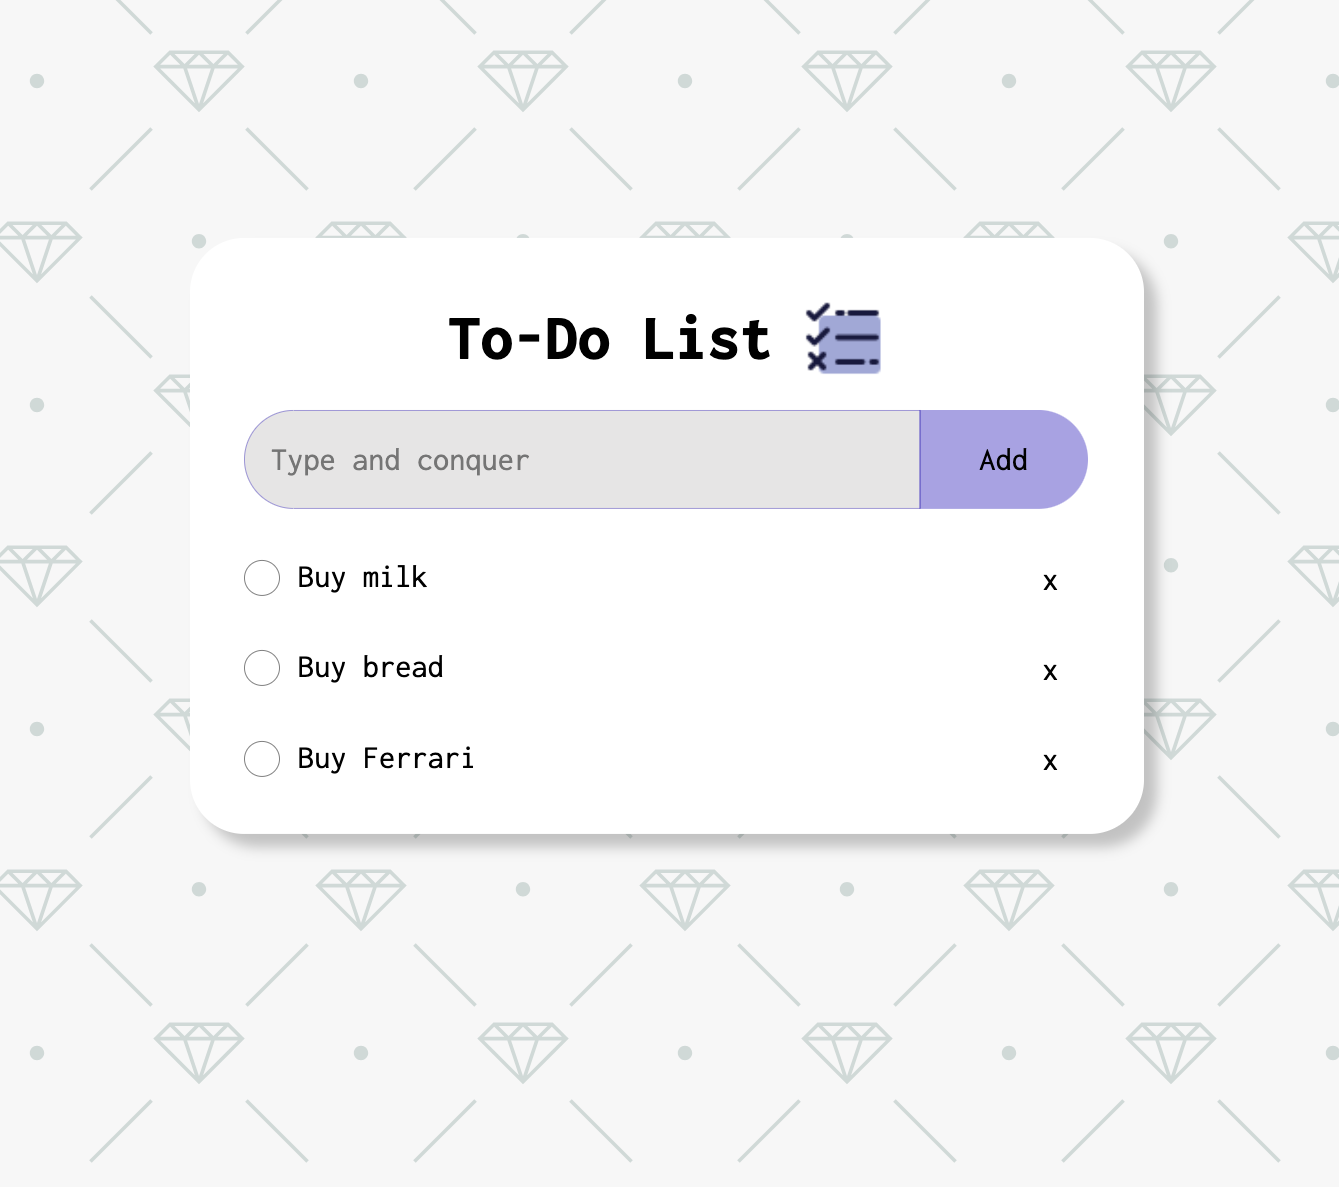 To-Do List
Type and conquer
Add
Buy milk
x
Buy bread
x
Buy Ferrari
x